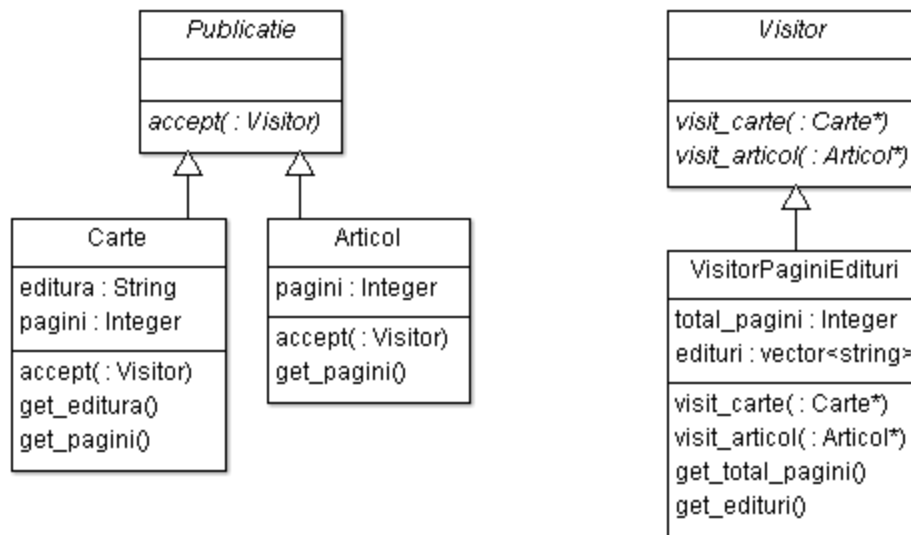 Publicatie
accept( : Visitor)
Carte
editura : String
pagini : Integer
accept( : Visitor)
get_editura()
get_pagini()
Articol
pagini : Integer
accept( : Visitor)
get_pagini()
Visitor
visit_carte( : Carte*)
visit_articol( : Articol*)
VisitorPaginiEdituri
total_pagini : Integer
edituri : vector<string>
visit_carte( : Carte*)
visit_articol( : Articol*)
get_total_pagini()
get_edituri()